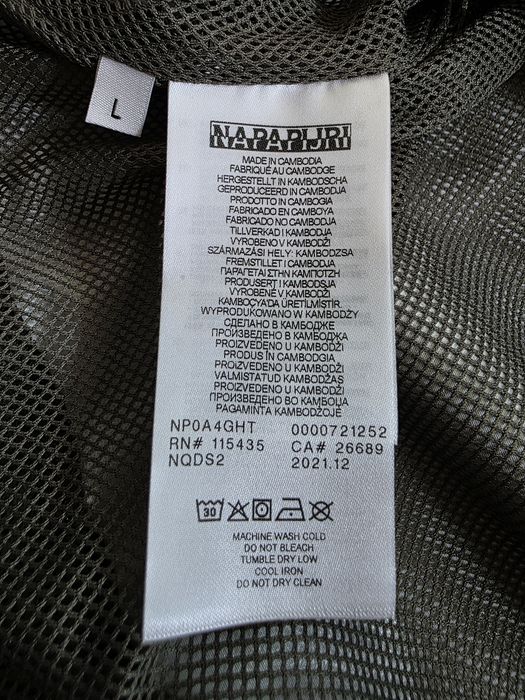 L
NAPAPIJRI
MADE IN CAMBODIA
FABRIQUÉ AU CAMBODGE
HERGESTELLT IN KAMBODSCHA
GEPRODUCEERD IN CAMBODJA
PRODOTTO IN CAMBOGIA
FABRICADO EN CAMBOYA
FABRICADO NO CAMBODJA
TILLVERKAD I KAMBODJA
VYROBENO V KAMBODŽI
SZÁRMAZÁSI HELY: KAMBODZSA
FREMSTILLET I CAMBODJA
ΠΑΡΑΓΕΤΑΙ ΣΤΗΝ ΚΑΜΠΟΤΖΗ
PRODUSERT I KAMBODSJA
VYROBENÉ V KAMBODŽI
KAMBOÇYA'DA ÜRETİLMİŞTİR.
WYPRODUKOWANO W KAMBODŻY
СДЕЛАНО В КАМБОДЖЕ
ПРОИЗВЕДЕНО В КАМБОДЖА
PROIZVEDENO U KAMBODŽI
PRODUS ÎN CAMBODGIA
PROIZVEDENO U KAMBODŽI
VALMISTATUD KAMBODŽAS
PROIZVEDENO U KAMBODŽI
ПРОИЗВЕДЕНО ВО КАМБОЏА
PAGAMINTA KAMBODŽOJE
NP0A4GHT 0000721252
RN# 115435 CA# 26689
NQDS2 2021.12
30
MACHINE WASH COLD
DO NOT BLEACH
TUMBLE DRY LOW
COOL IRON
DO NOT DRY CLEAN